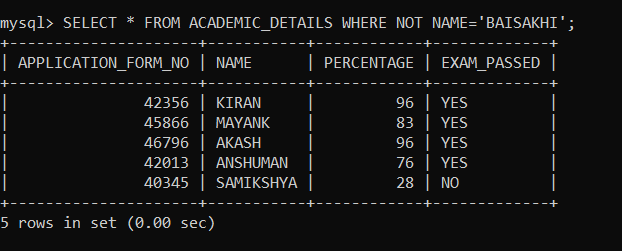 mysql> SELECT * FROM ACADEMIC_DETAILS WHERE NOT NAME='BAISAKHI';
+---------------------+-----------+------------+-------------+
| APPLICATION_FORM_NO | NAME      | PERCENTAGE | EXAM_PASSED |
+---------------------+-----------+------------+-------------+
|               42356 | KIRAN     |         96 | YES         |
|               45866 | MAYANK    |         83 | YES         |
|               46796 | AKASH     |         96 | YES         |
|               42013 | ANSHUMAN  |         76 | YES         |
|               40345 | SAMIKSHYA |         28 | NO          |
+---------------------+-----------+------------+-------------+
5 rows in set (0.00 sec)